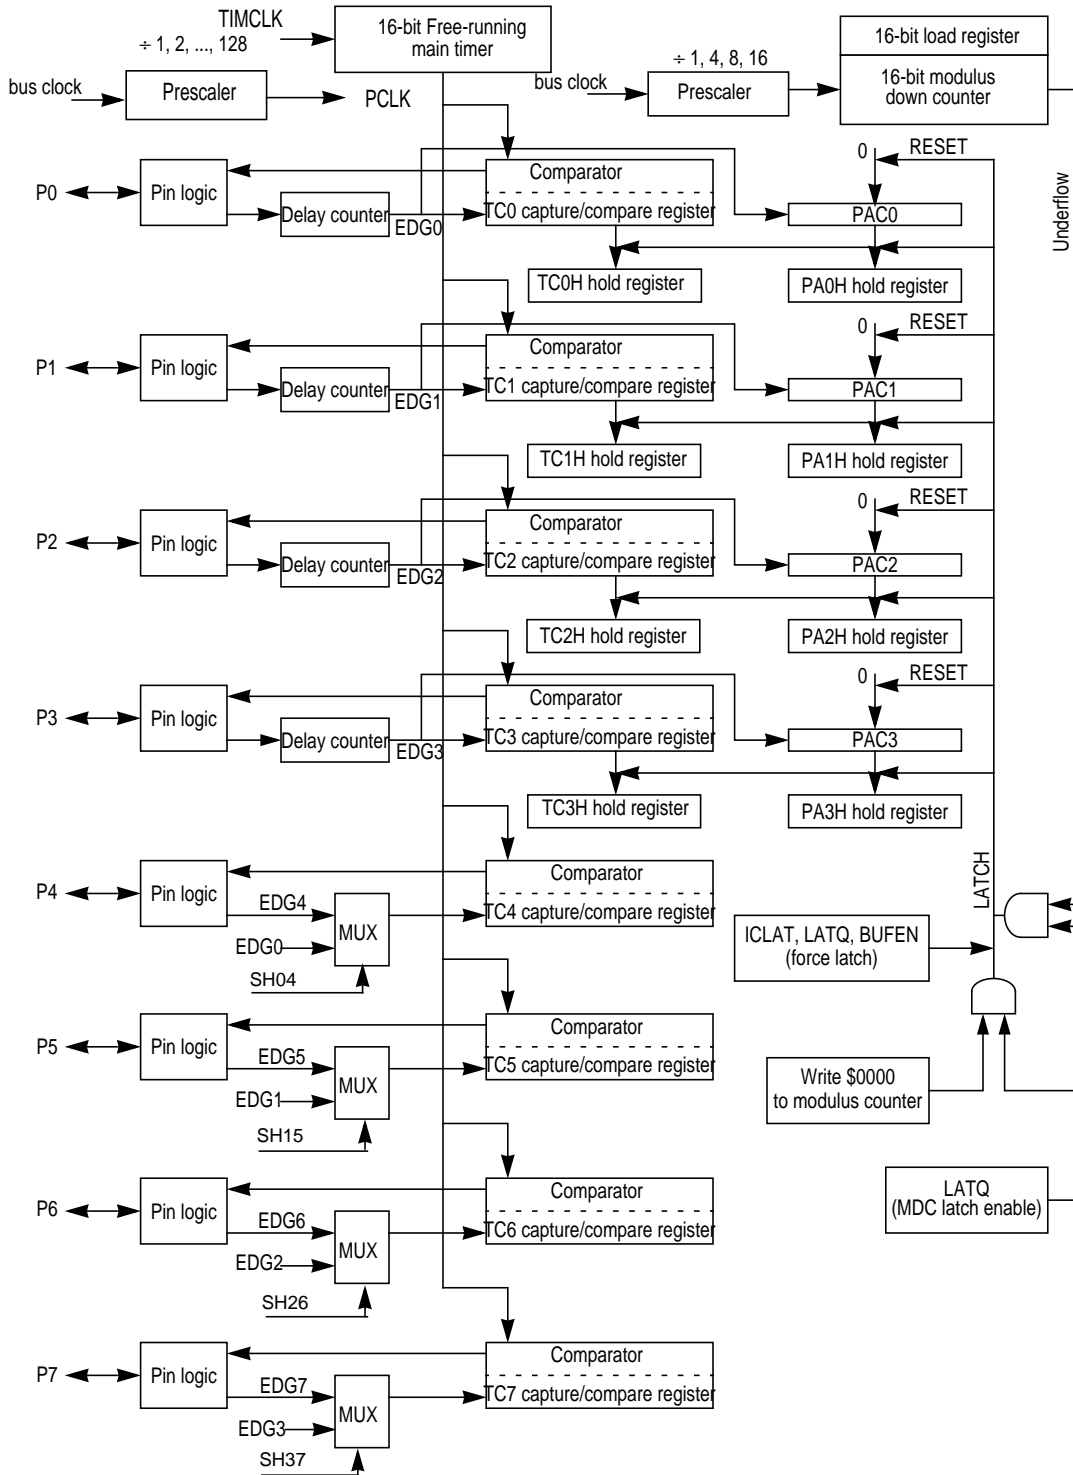 TIMCLK
16-bit Free-running
main timer
÷ 1, 2, ..., 128
bus clock
Prescaler
PCLK
÷ 1, 4, 8, 16
bus clock
Prescaler
16-bit load register
16-bit modulus
down counter
Underflow
P0
Pin logic
Delay counter
EDG0
Comparator
TC0 capture/compare register
TC0H hold register
0
RESET
PAC0
PA0H hold register
P1
Pin logic
Delay counter
EDG1
Comparator
TC1 capture/compare register
TC1H hold register
0
RESET
PAC1
PA1H hold register
P2
Pin logic
Delay counter
EDG2
Comparator
TC2 capture/compare register
TC2H hold register
0
RESET
PAC2
PA2H hold register
P3
Pin logic
Delay counter
EDG3
Comparator
TC3 capture/compare register
TC3H hold register
0
RESET
PAC3
PA3H hold register
LATCH
P4
Pin logic
EDG4
EDG0
MUX
SH04
Comparator
TC4 capture/compare register
ICLAT, LATQ, BUFEN
(force latch)
P5
Pin logic
EDG5
EDG1
MUX
SH15
Comparator
TC5 capture/compare register
Write $0000
to modulus counter
P6
Pin logic
EDG6
EDG2
MUX
SH26
Comparator
TC6 capture/compare register
LATQ
(MDC latch enable)
P7
Pin logic
EDG7
EDG3
MUX
SH37
Comparator
TC7 capture/compare register